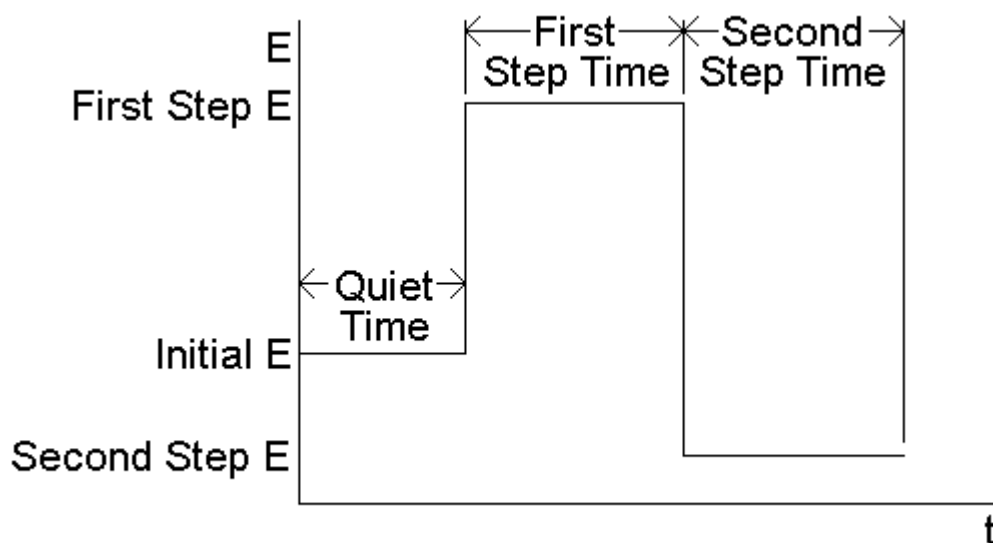 E
First
Step Time
Second
Step Time
First Step E
Quiet
Time
Initial E
Second Step E
t